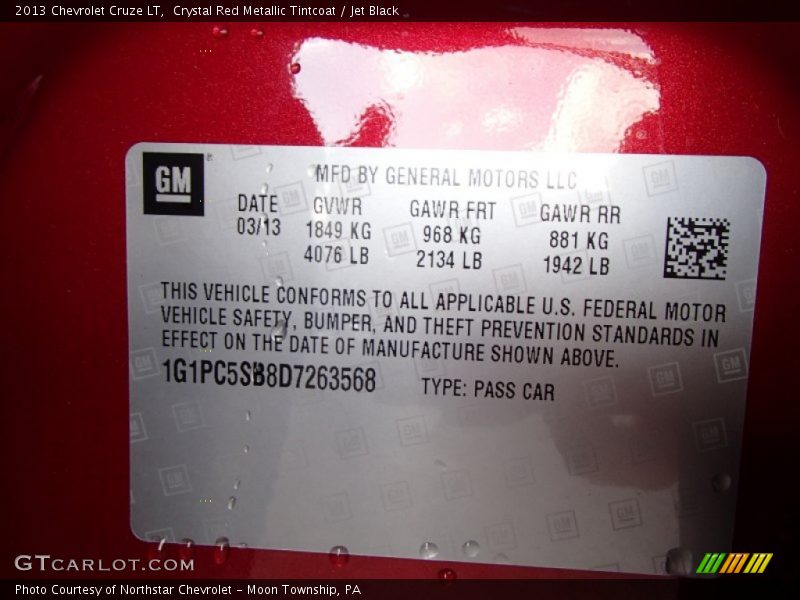 2013 Chevrolet Cruze LT,  Crystal Red Metallic Tintcoat / Jet Black
GM
MFD BY GENERAL MOTORS LLC
DATE GVWR GAWR FRT GAWR RR
03/13 1849 KG 968 KG 881 KG
4076 LB 2134 LB 1942 LB
THIS VEHICLE CONFORMS TO ALL APPLICABLE U.S. FEDERAL MOTOR
VEHICLE SAFETY, BUMPER, AND THEFT PREVENTION STANDARDS IN
EFFECT ON THE DATE OF MANUFACTURE SHOWN ABOVE.
1G1PC5SB8D7263568 TYPE: PASS CAR
GTCARLOT.COM
Photo Courtesy of Northstar Chevrolet - Moon Township, PA